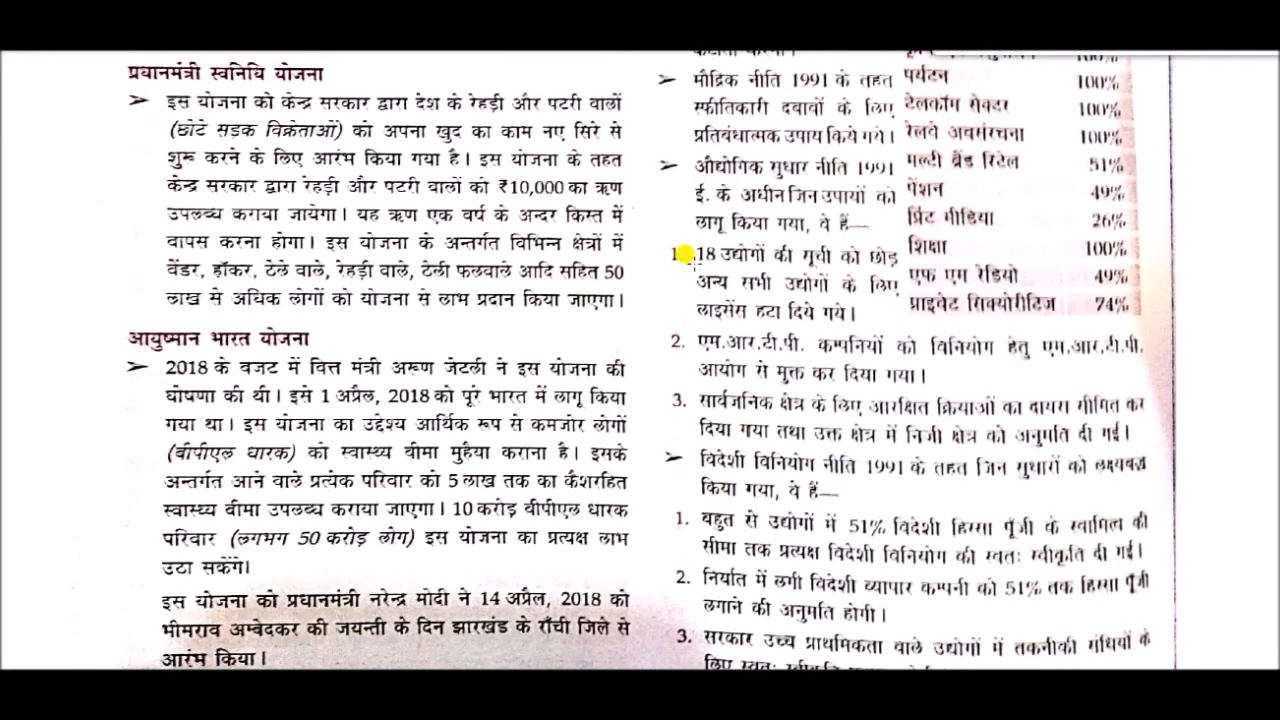 प्रधानमंत्री स्वनिधि योजना
➢ इस योजना को केन्द्र सरकार द्वारा देश के रेहड़ी और पटरी वालों
(छोटे सड़क विक्रेताओं) को अपना खुद का काम नए सिरे से
शुरू करने के लिए आरंभ किया गया है। इस योजना के तहत
केन्द्र सरकार द्वारा रेहड़ी और पटरी वालों को ₹10,000 का ऋण
उपलब्ध कराया जायेगा। यह ऋण एक वर्ष के अन्दर किस्त में
वापस करना होगा। इस योजना के अन्तर्गत विभिन्न क्षेत्रों में
वेंडर, हॉकर, ठेले वाले, रेहड़ी वाले, ठेली फलवाले आदि सहित 50
लाख से अधिक लोगों को योजना से लाभ प्रदान किया जाएगा।
आयुष्मान भारत योजना
➢ 2018 के बजट में वित्त मंत्री अरूण जेटली ने इस योजना की
घोषणा की थी। इसे 1 अप्रैल, 2018 को पूरे भारत में लागू किया
गया था। इस योजना का उद्देश्य आर्थिक रूप से कमजोर लोगों
(बीपीएल धारक) को स्वास्थ्य बीमा मुहैया कराना है। इसके
अन्तर्गत आने वाले प्रत्येक परिवार को 5 लाख तक का कैशरहित
स्वास्थ्य बीमा उपलब्ध कराया जाएगा। 10 करोड़ बीपीएल धारक
परिवार (लगभग 50 करोड़ लोग) इस योजना का प्रत्यक्ष लाभ
उठा सकेंगे।
इस योजना को प्रधानमंत्री नरेन्द्र मोदी ने 14 अप्रैल, 2018 को
भीमराव अम्बेदकर की जयन्ती के दिन झारखंड के राँची जिले से
आरंभ किया।
➢ मौद्रिक नीति 1991 के तहत
स्फीतिकारी दबावों के लिए
प्रतिबंधात्मक उपाय किये गये।
➢ औद्योगिक सुधार नीति 1991
ई. के अधीन जिन उपायों को
लागू किया गया, वे हैं—
1. 18 उद्योगों की सूची को छोड़
अन्य सभी उद्योगों के लिए
लाइसेंस हटा दिये गये।
100%
पर्यटन 100%
टेलकॉम सेक्टर 100%
रेलवे अवसंरचना 100%
मल्टी ब्रैंड रिटेल 51%
पेंशन 49%
प्रिंट मीडिया 26%
शिक्षा 100%
एफ एम रेडियो 49%
प्राइवेट सिक्योरीटिज 74%
2. एम.आर.टी.पी. कम्पनियों को विनियोग हेतु एम.आर.टी.पी.
आयोग से मुक्त कर दिया गया।
3. सार्वजनिक क्षेत्र के लिए आरक्षित क्रियाओं का दायरा सीमित कर
दिया गया तथा उक्त क्षेत्र में निजी क्षेत्र को अनुमति दी गई।
➢ विदेशी विनियोग नीति 1991 के तहत जिन सुधारों को लक्ष्यबद्ध
किया गया, वे हैं—
1. बहुत से उद्योगों में 51% विदेशी हिस्सा पूँजी के स्वामित्व की
सीमा तक प्रत्यक्ष विदेशी विनियोग की स्वतः स्वीकृति दी गई।
2. निर्यात में लगी विदेशी व्यापार कम्पनी को 51% तक हिस्सा पूँजी
लगाने की अनुमति होगी।
3. सरकार उच्च प्राथमिकता वाले उद्योगों में तकनीकी संधियों के
लिए स्वतः